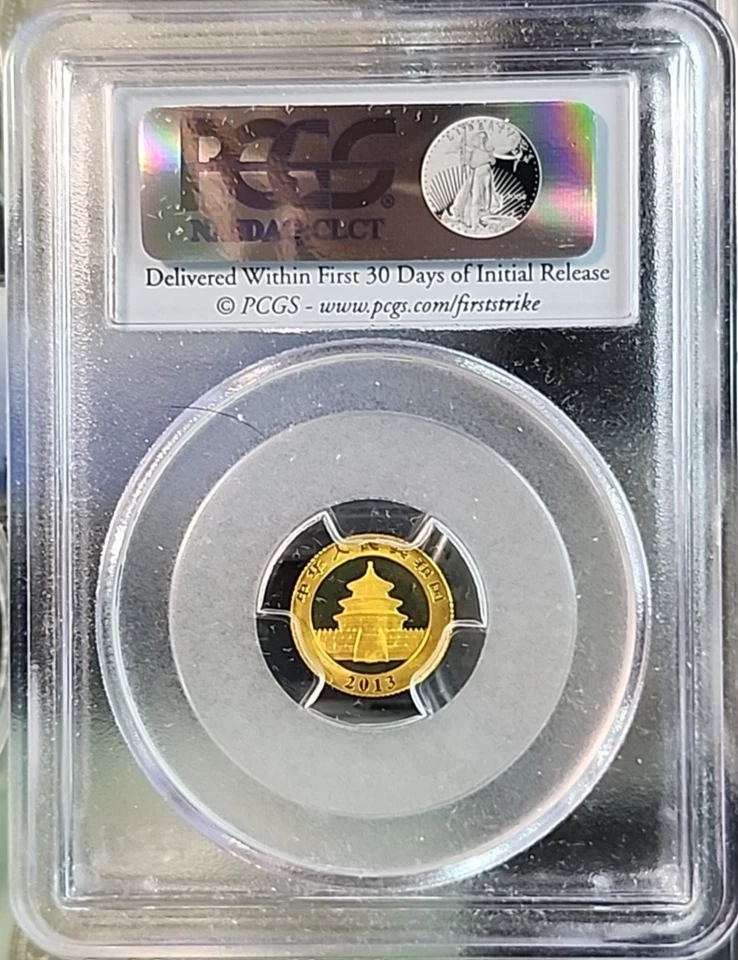 PCGS®
NASDAQ:CLCT
LIBERTY
Delivered Within First 30 Days of Initial Release
© PCGS - www.pcgs.com/firststrike
中华人民共和国
2013